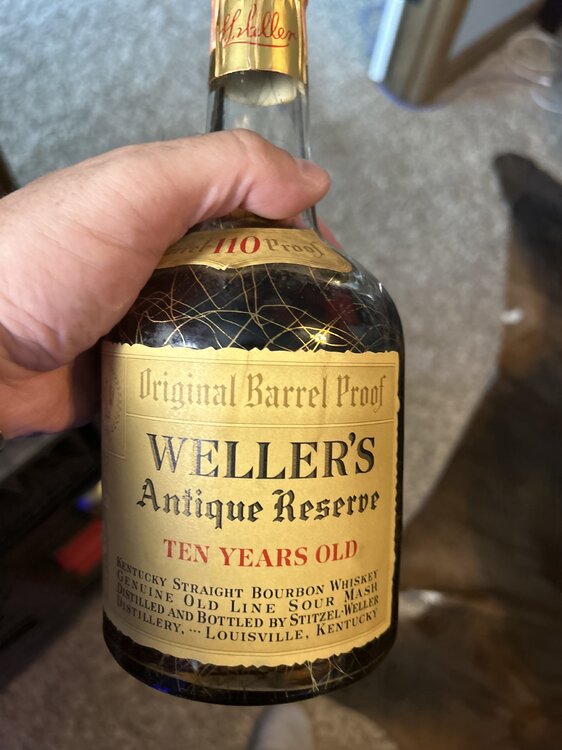 Weller
110 Proof
Original Barrel Proof
WELLER'S
Antique Reserve
TEN YEARS OLD
KENTUCKY STRAIGHT BOURBON WHISKEY
GENUINE OLD LINE SOUR MASH
DISTILLED AND BOTTLED BY STITZEL-WELLER
DISTILLERY, ··· LOUISVILLE, KENTUCKY